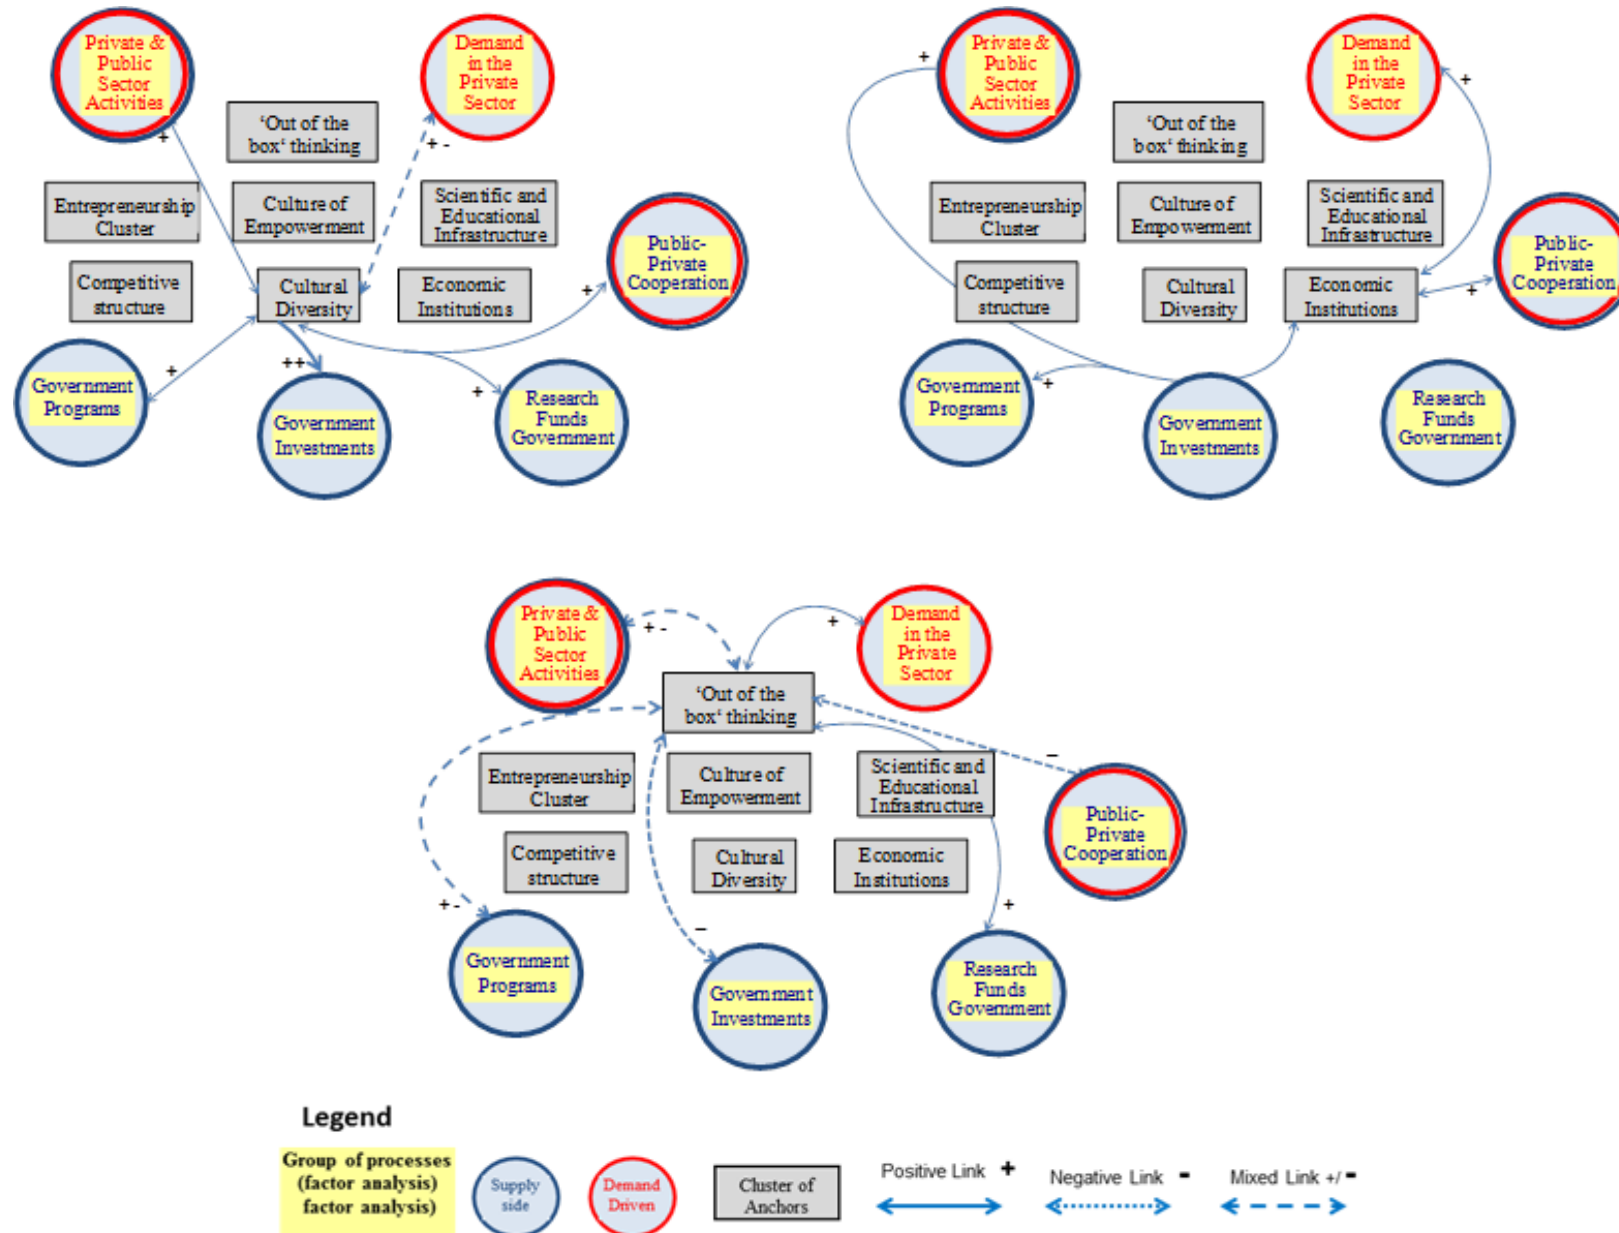 Private &
Public
Sector
Activities
+
Demand
in the
Private
Sector
+ -
'Out of the
box' thinking
Entrepreneurship
Cluster
Culture of
Empowerment
Scientific and
Educational
Infrastructure
Public-
Private
Cooperation
+
Competitive
structure
Cultural
Diversity
Economic
Institutions
Government
Programs
+
++
Government
Investments
+
Research
Funds
Government
+
Private &
Public
Sector
Activities
Demand
in the
Private
Sector
+
'Out of the
box' thinking
Entrepreneurship
Cluster
Culture of
Empowerment
Scientific and
Educational
Infrastructure
Public-
Private
Cooperation
+
Competitive
structure
Cultural
Diversity
Economic
Institutions
Government
Programs
+
Government
Investments
Research
Funds
Government
Private &
Public
Sector
Activities
+ -
+
Demand
in the
Private
Sector
'Out of the
box' thinking
–
Entrepreneurship
Cluster
Culture of
Empowerment
Scientific and
Educational
Infrastructure
Public-
Private
Cooperation
Competitive
structure
Cultural
Diversity
Economic
Institutions
+ -
–
+
Government
Programs
Government
Investments
Research
Funds
Government
Legend
Group of processes
(factor analysis)
factor analysis)
Supply
side
Demand
Driven
Cluster of
Anchors
Positive Link +
Negative Link -
Mixed Link +/-